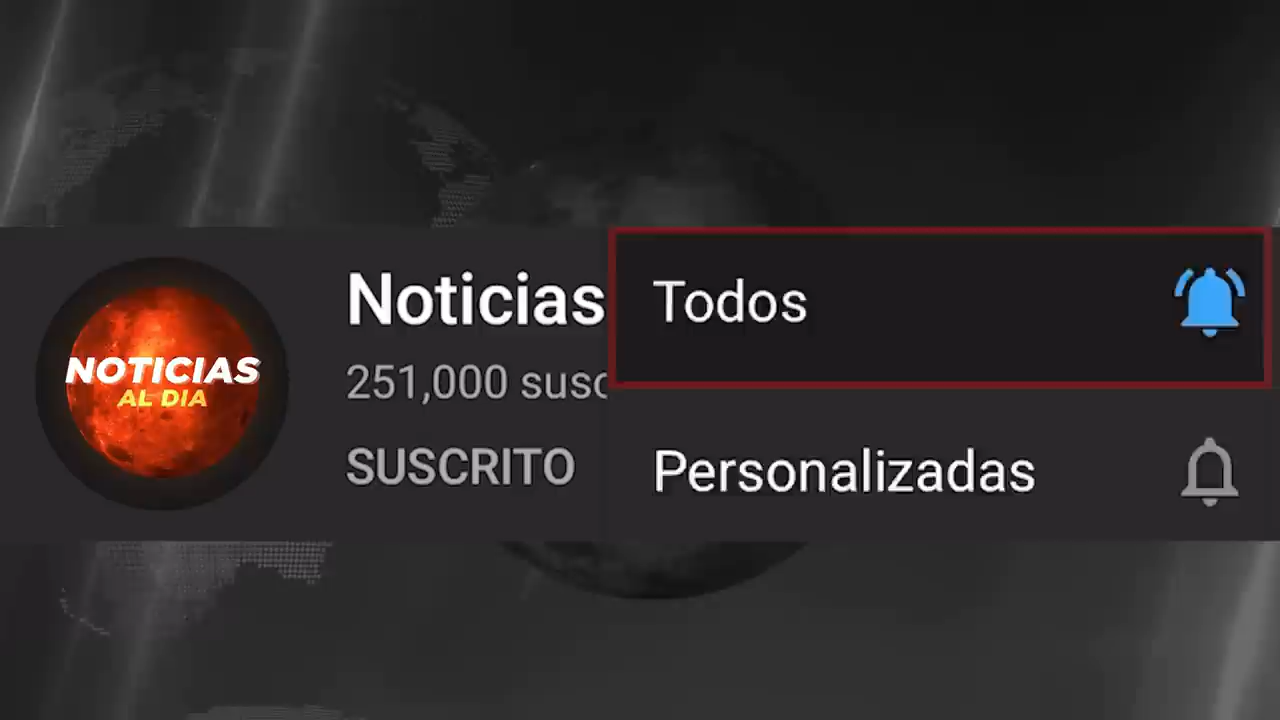 NOTICIAS
AL DIA
Noticias
251,000 susc
SUSCRITO
Todos
Personalizadas